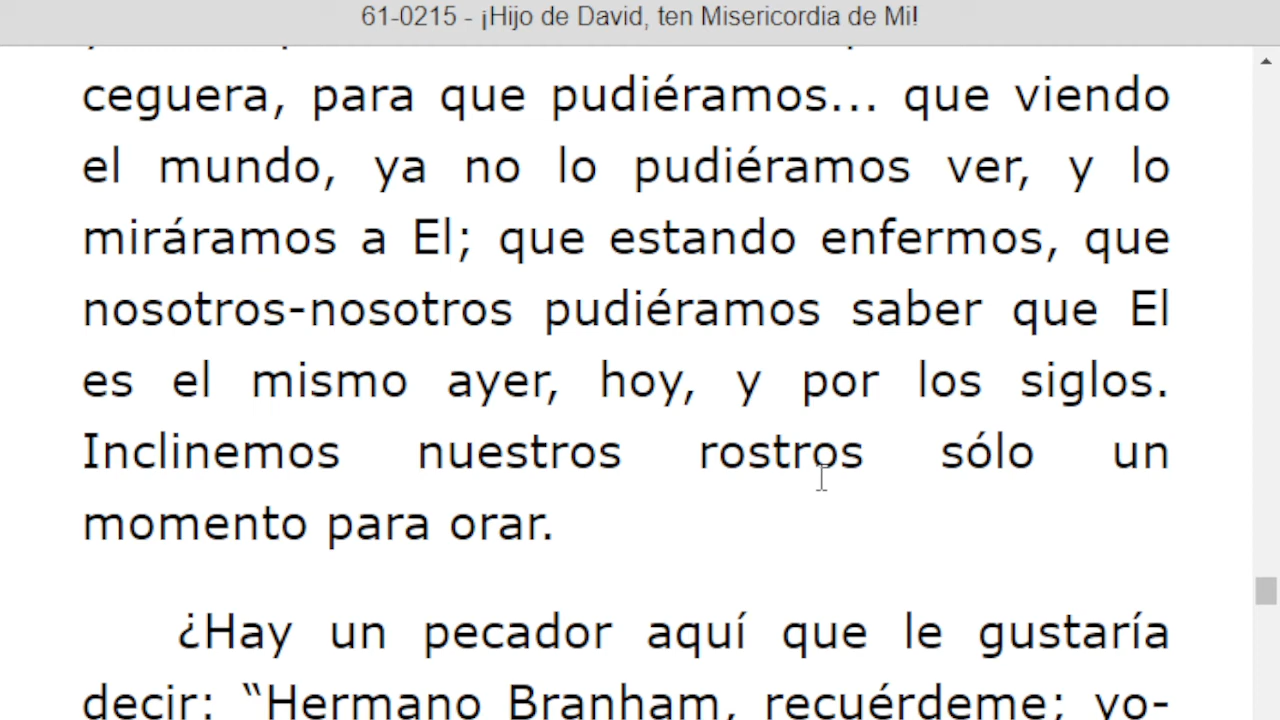 61-0215 - ¡Hijo de David, ten Misericordia de Mi!
ceguera, para que pudiéramos... que viendo
el mundo, ya no lo pudiéramos ver, y lo
miráramos a El; que estando enfermos, que
nosotros-nosotros pudiéramos saber que El
es el mismo ayer, hoy, y por los siglos.
Inclinemos nuestros rostros sólo un
momento para orar.
¿Hay un pecador aquí que le gustaría
decir: “Hermano Branham, recuérdeme; yo-